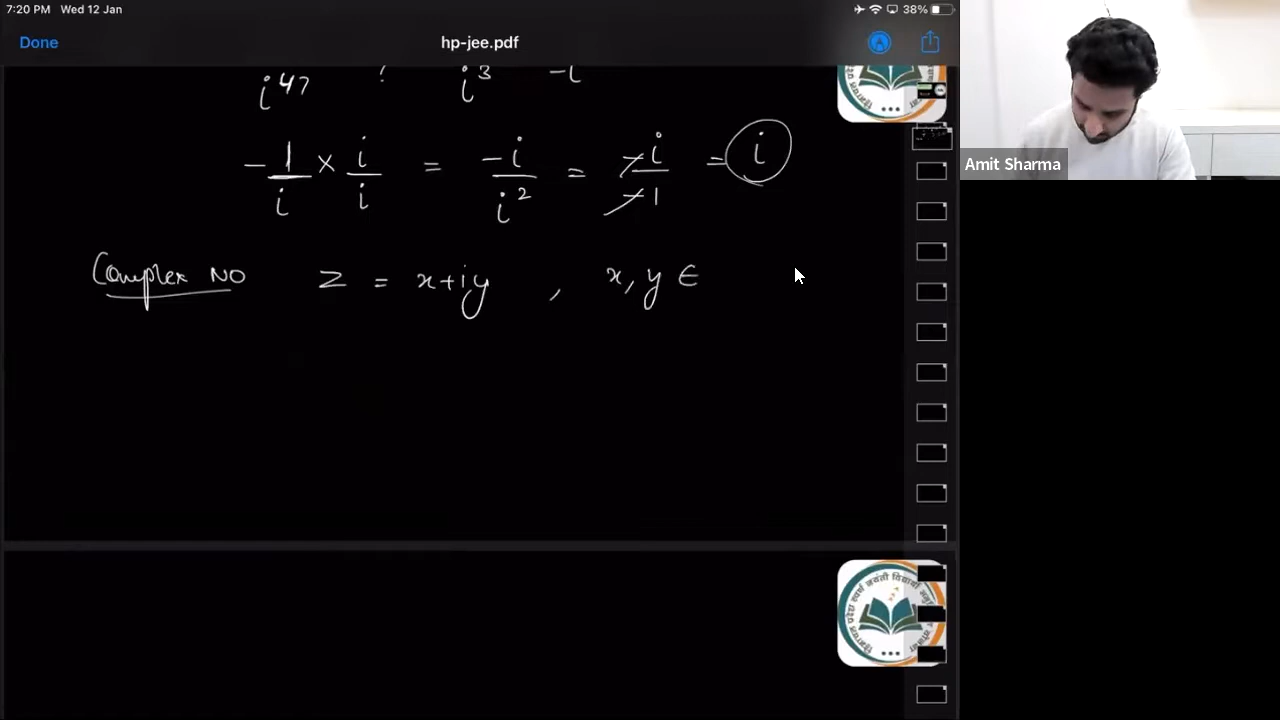 7:20 PM Wed 12 Jan 38%
Done hp-jee.pdf
i⁴⁷ i³ -i
-1/i × i/i = -i/i² = -i/-1 = i
Amit Sharma
Complex NO z = x+iy , x, y ∈